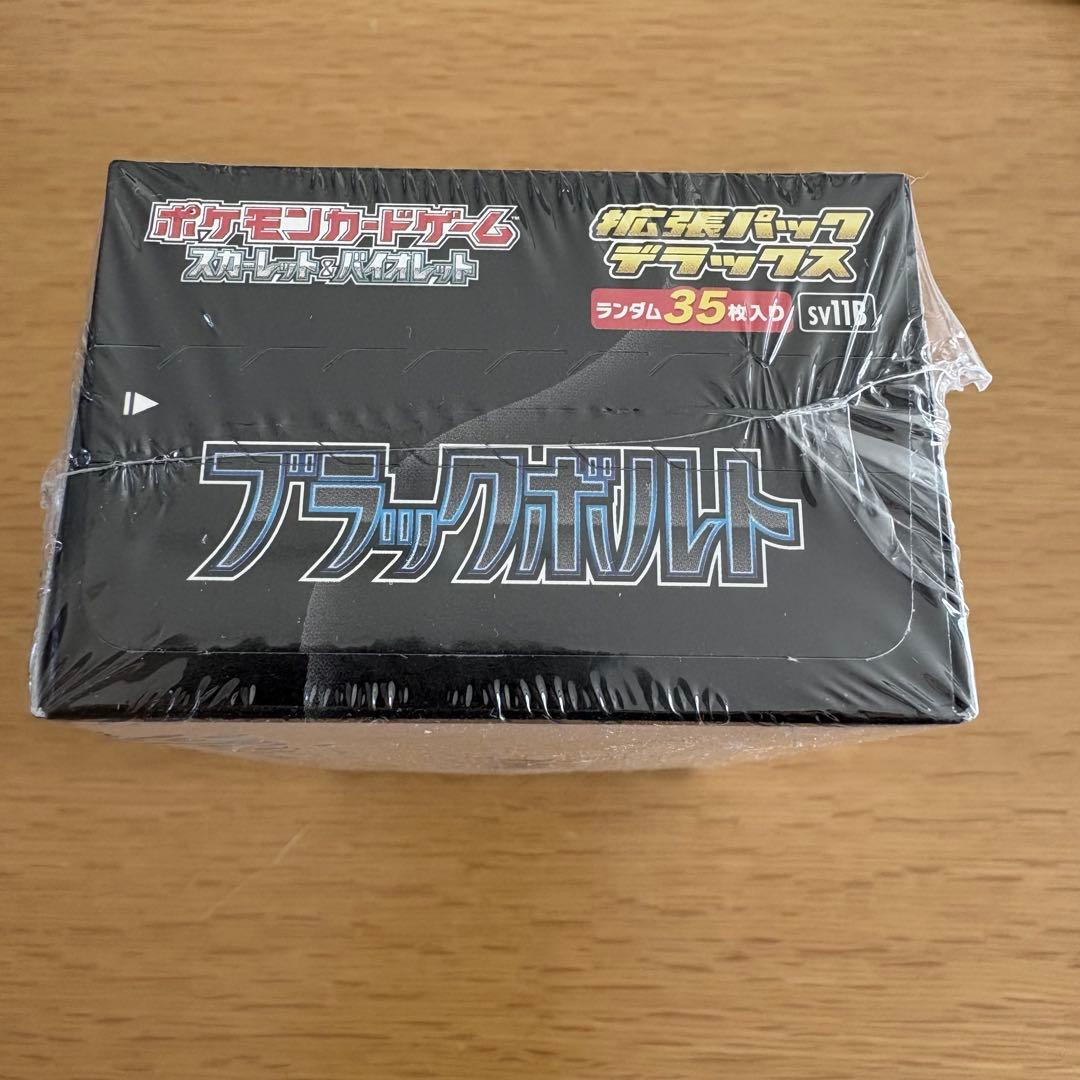 ポケモンカードゲーム™
スカーレット&バイオレット
拡張パック
デラックス
ランダム35枚入り
SV11B
ブラックボルト